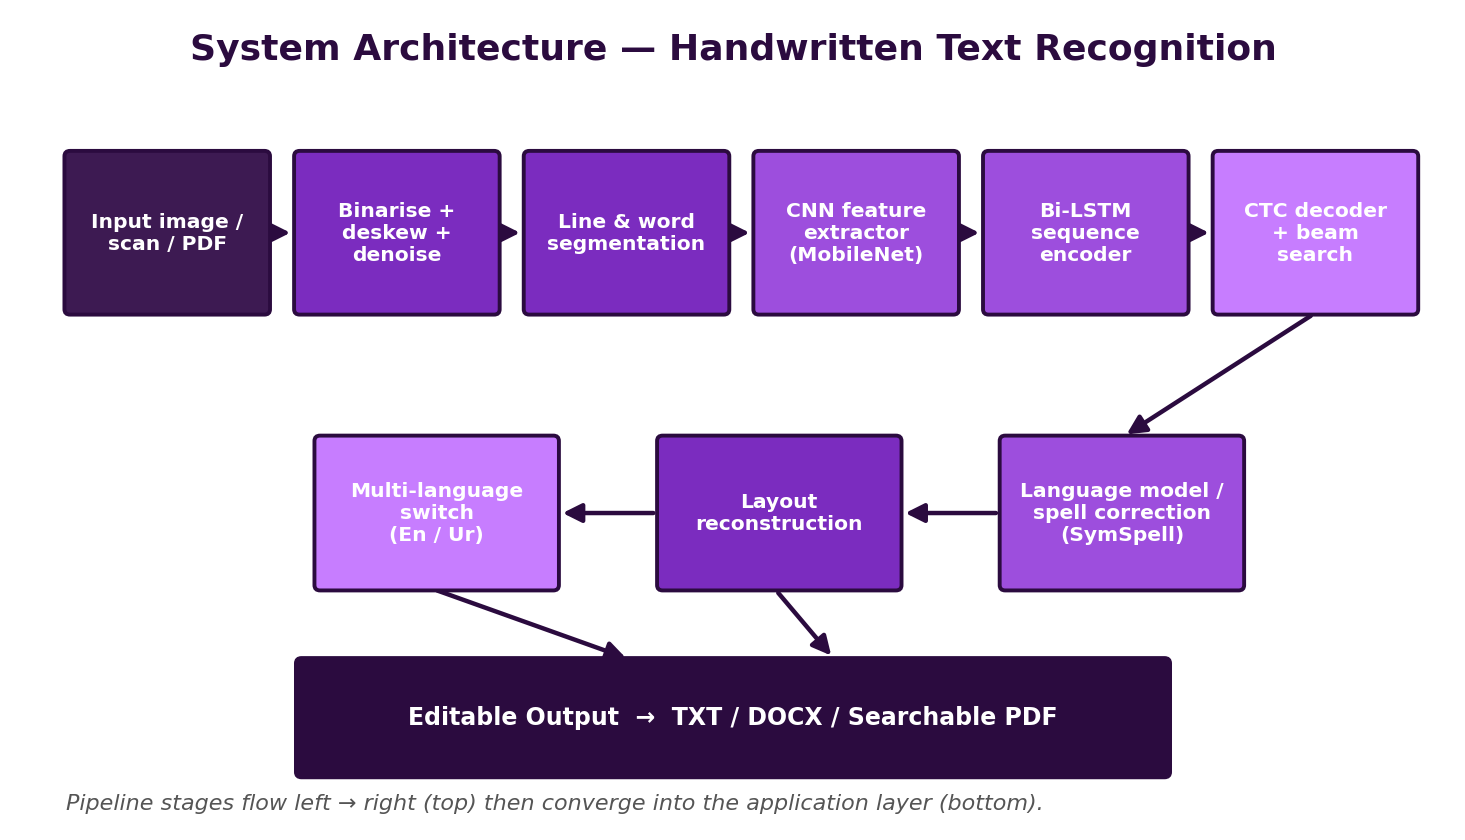 System Architecture — Handwritten Text Recognition
Input image /
scan / PDF
Binarise +
deskew +
denoise
Line & word
segmentation
CNN feature
extractor
(MobileNet)
Bi-LSTM
sequence
encoder
CTC decoder
+ beam
search
Multi-language
switch
(En / Ur)
Layout
reconstruction
Language model /
spell correction
(SymSpell)
Editable Output → TXT / DOCX / Searchable PDF
Pipeline stages flow left → right (top) then converge into the application layer (bottom).